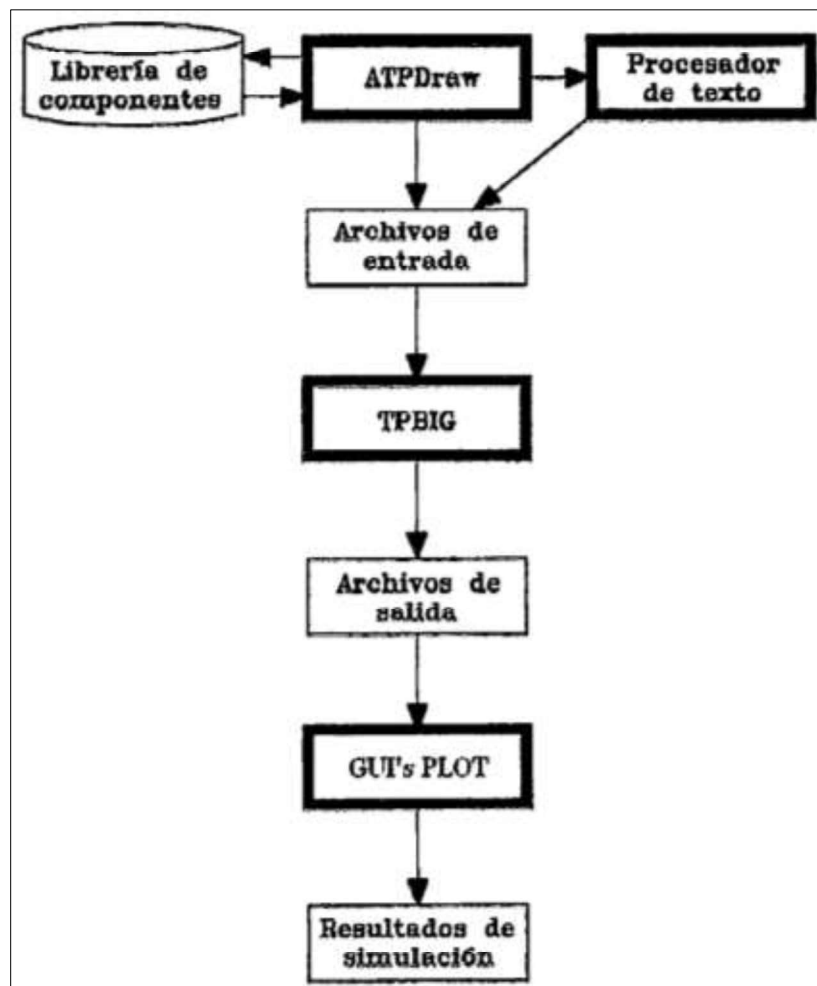 Librería de
componentes
ATPDraw
Procesador
de texto
Archivos de
entrada
TPBIG
Archivos de
salida
GUI's PLOT
Resultados de
simulación